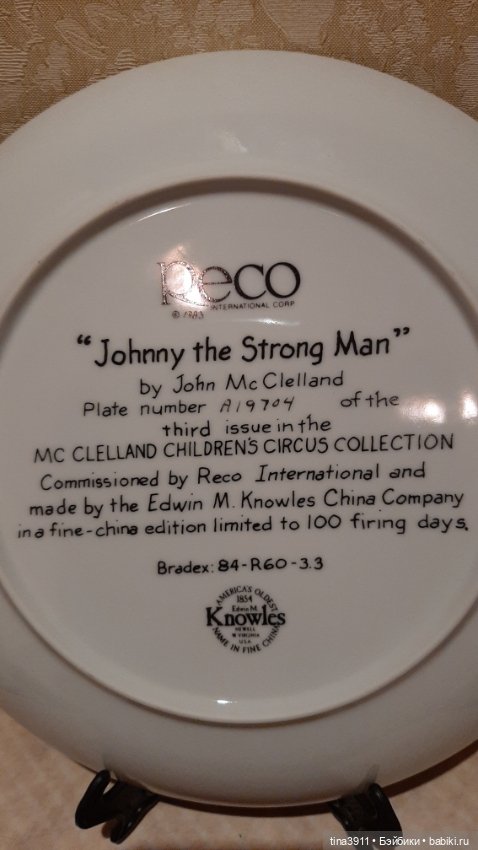 Reco
INTERNATIONAL CORP
© 1983
“Johnny the Strong Man”
by John McClelland
Plate number A19704 of the
third issue in the
MC CLELLAND CHILDREN'S CIRCUS COLLECTION
Commissioned by Reco International and
made by the Edwin M. Knowles China Company
in a fine-china edition limited to 100 firing days.
Bradex: 84-R60-3.3
AMERICA'S OLDEST
1854
Edwin M.
Knowles
NEWELL
W. VIRGINIA
U.S.A.
NAME IN FINE CHINA
tina3911 • Бэйбики • babiki.ru